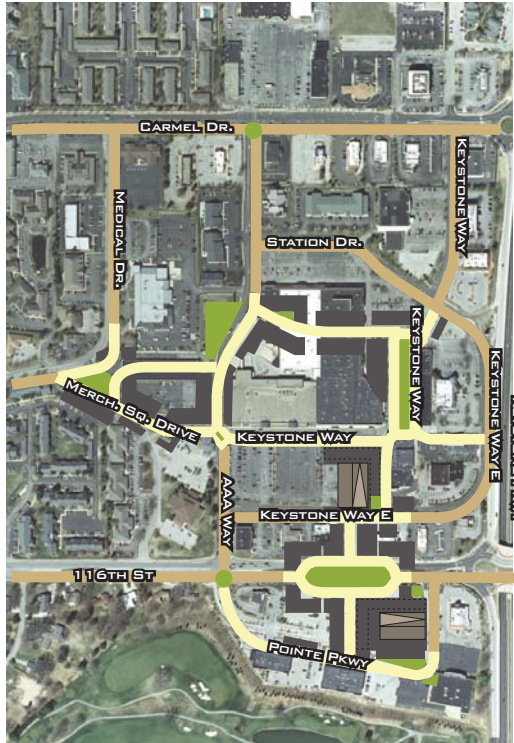 CARMEL DR.
KEYSTONE WAY
MEDICAL DR.
STATION DR.
KEYSTONE WAY
KEYSTONE WAY E
MERCH. SQ. DRIVE
KEYSTONE WAY
AAA WAY
KEYSTONE WAY E
116TH ST
POINTE PKWY